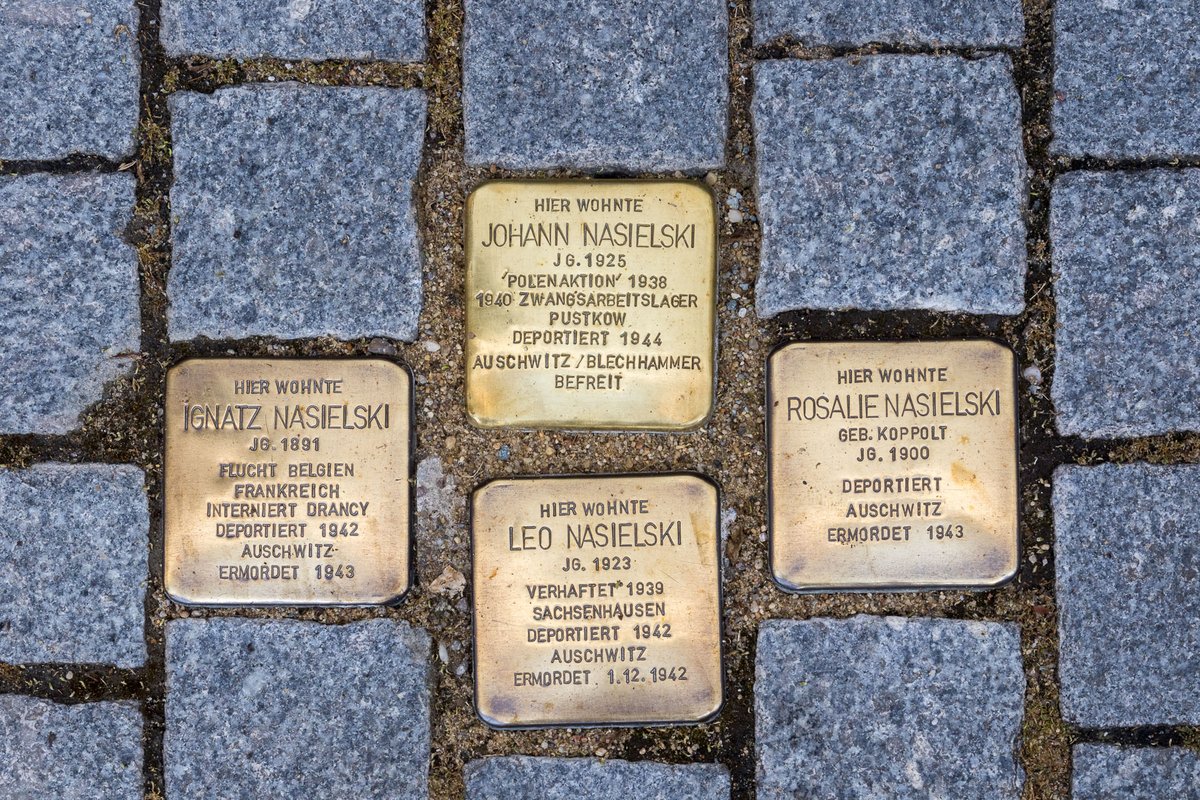 HIER WOHNTE
JOHANN NASIELSKI
JG. 1925
'POLENAKTION' 1938
1940 ZWANGSARBEITSLAGER
PUSTKOW
DEPORTIERT 1944
AUSCHWITZ/BLECHHAMMER
BEFREIT
HIER WOHNTE
IGNATZ NASIELSKI
JG. 1891
FLUCHT BELGIEN
FRANKREICH
INTERNIERT DRANCY
DEPORTIERT 1942
AUSCHWITZ
ERMORDET 1943
HIER WOHNTE
LEO NASIELSKI
JG. 1923
VERHAFTET 1939
SACHSENHAUSEN
DEPORTIERT 1942
AUSCHWITZ
ERMORDET 1.12.1942
HIER WOHNTE
ROSALIE NASIELSKI
GEB. KOPPOLT
JG. 1900
DEPORTIERT
AUSCHWITZ
ERMORDET 1943